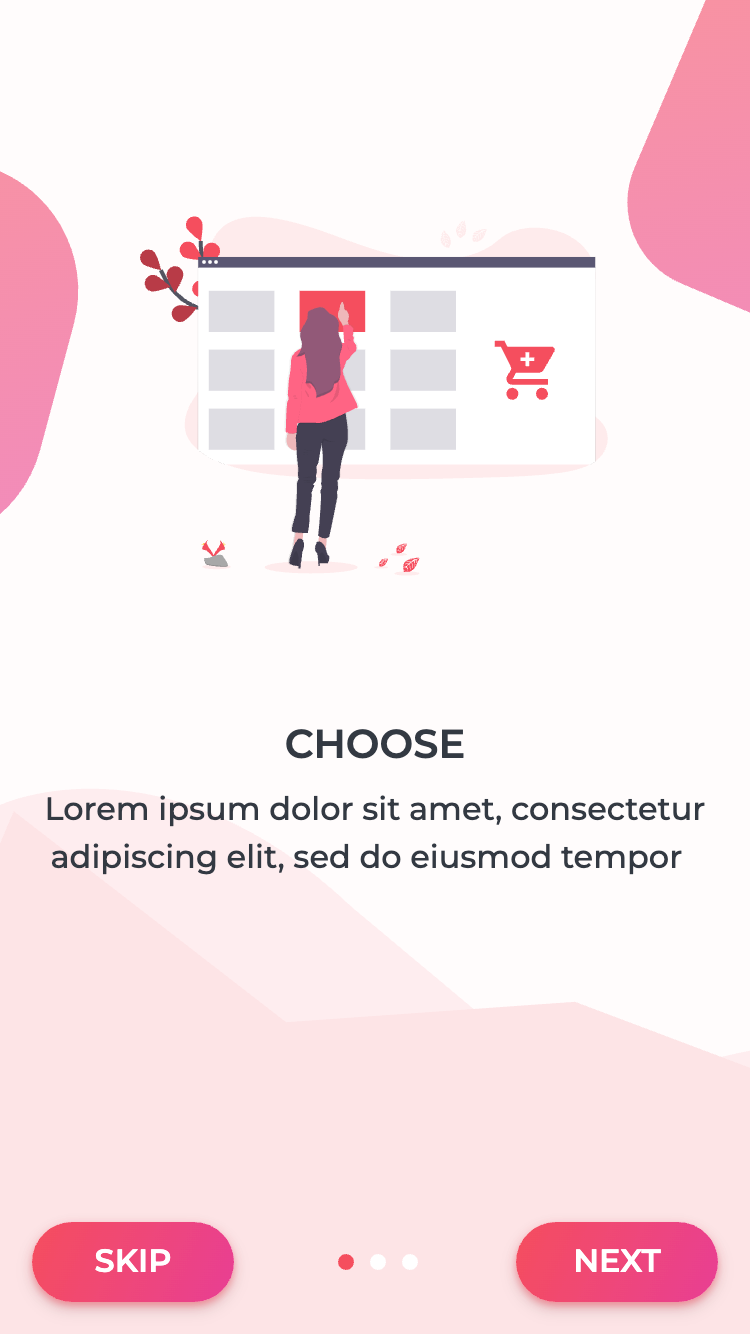 CHOOSE
Lorem ipsum dolor sit amet, consectetur
adipiscing elit, sed do eiusmod tempor
SKIP
NEXT